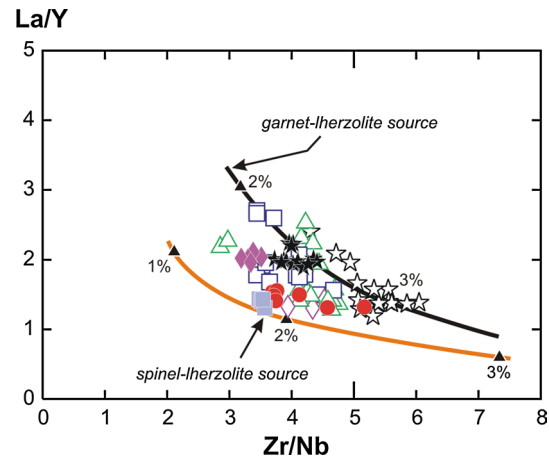 La/Y
5
garnet-lherzolite source
4
3
2%
2
1%
3%
1
2%
spinel-lherzolite source
3%
0
0 1 2 3 4 5 6 7 8
Zr/Nb